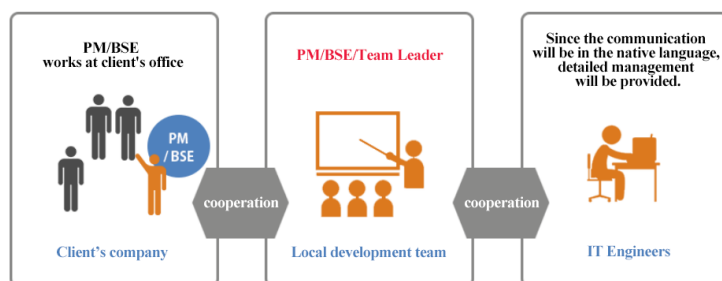 PM/BSE
works at client's office
PM
/BSE
Client's company
cooperation
PM/BSE/Team Leader
Local development team
cooperation
Since the communication
will be in the native language,
detailed management
will be provided.
IT Engineers